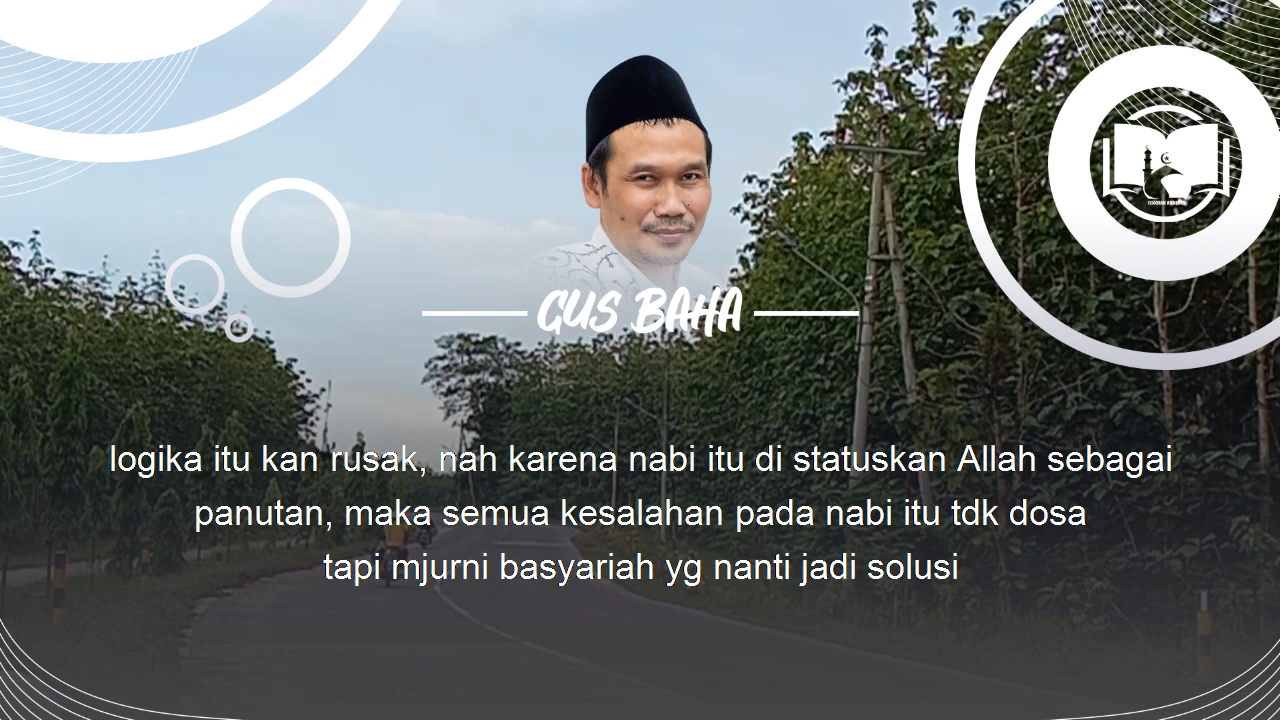 GUS BAHA
logika itu kan rusak, nah karena nabi itu di statuskan Allah sebagai
panutan, maka semua kesalahan pada nabi itu tdk dosa
tapi mjurni basyariah yg nanti jadi solusi